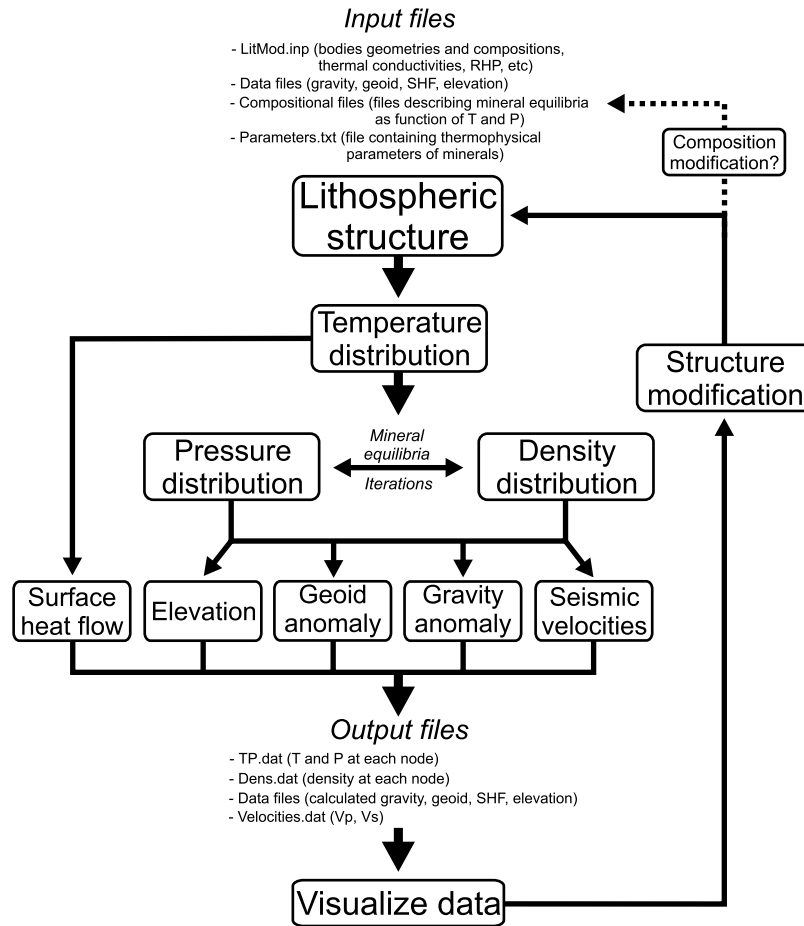 Input files
- LitMod.inp (bodies geometries and compositions,
thermal conductivities, RHP, etc)
- Data files (gravity, geoid, SHF, elevation)
- Compositional files (files describing mineral equilibria
as function of T and P)
- Parameters.txt (file containing thermophysical
parameters of minerals)
Composition
modification?
Lithospheric
structure
Temperature
distribution
Structure
modification
Pressure
distribution
Mineral
equilibria
Iterations
Density
distribution
Surface
heat flow
Elevation
Geoid
anomaly
Gravity
anomaly
Seismic
velocities
Output files
- TP.dat (T and P at each node)
- Dens.dat (density at each node)
- Data files (calculated gravity, geoid, SHF, elevation)
- Velocities.dat (Vp, Vs)
Visualize data